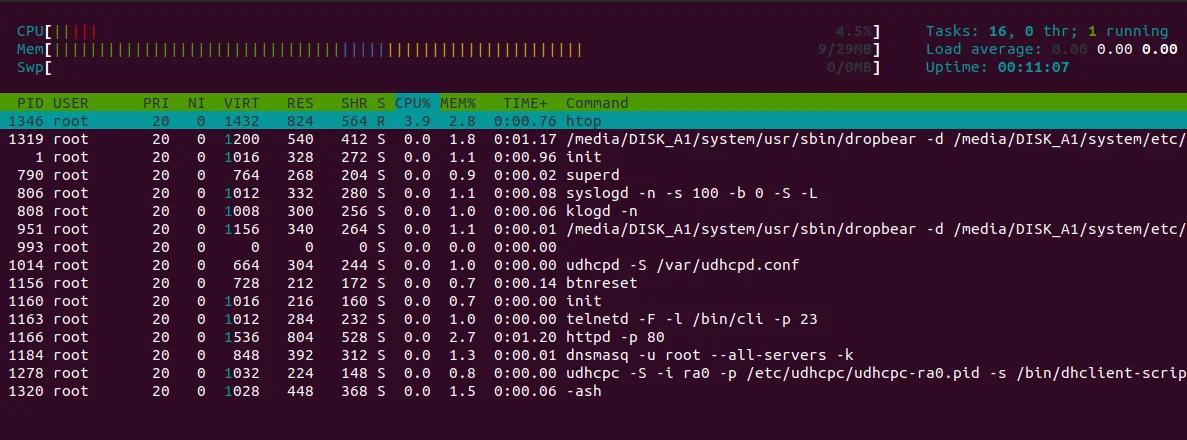 CPU[||||| 4.5%] Tasks: 16, 0 thr; 1 running
Mem[||||||||||||||||||||||||||||||||||||||||||||||||||||||||||| 9/29MB] Load average: 0.00 0.00 0.00
Swp[ 0/0MB] Uptime: 00:11:07
PID USER PRI NI VIRT RES SHR S CPU% MEM% TIME+ Command
1346 root 20 0 1432 824 564 R 3.9 2.8 0:00.76 htop
1319 root 20 0 1200 540 412 S 0.0 1.8 0:01.17 /media/DISK_A1/system/usr/sbin/dropbear -d /media/DISK_A1/system/etc/
1 root 20 0 1016 328 272 S 0.0 1.1 0:00.96 init
790 root 20 0 764 268 204 S 0.0 0.9 0:00.02 superd
806 root 20 0 1012 332 280 S 0.0 1.1 0:00.08 syslogd -n -s 100 -b 0 -S -L
808 root 20 0 1008 300 256 S 0.0 1.0 0:00.06 klogd -n
951 root 20 0 1156 340 264 S 0.0 1.1 0:00.01 /media/DISK_A1/system/usr/sbin/dropbear -d /media/DISK_A1/system/etc/
993 root 20 0 0 0 0 S 0.0 0.0 0:00.00
1014 root 20 0 664 304 244 S 0.0 1.0 0:00.00 udhcpd -S /var/udhcpd.conf
1156 root 20 0 728 212 172 S 0.0 0.7 0:00.14 btnreset
1160 root 20 0 1016 216 160 S 0.0 0.7 0:00.00 init
1163 root 20 0 1012 284 232 S 0.0 1.0 0:00.00 telnetd -F -l /bin/cli -p 23
1166 root 20 0 1536 804 528 S 0.0 2.7 0:01.20 httpd -p 80
1184 root 20 0 848 392 312 S 0.0 1.3 0:00.01 dnsmasq -u root --all-servers -k
1278 root 20 0 1032 224 148 S 0.0 0.8 0:00.00 udhcpc -S -i ra0 -p /etc/udhcpc/udhcpc-ra0.pid -s /bin/dhclient-scrip
1320 root 20 0 1028 448 368 S 0.0 1.5 0:00.06 -ash